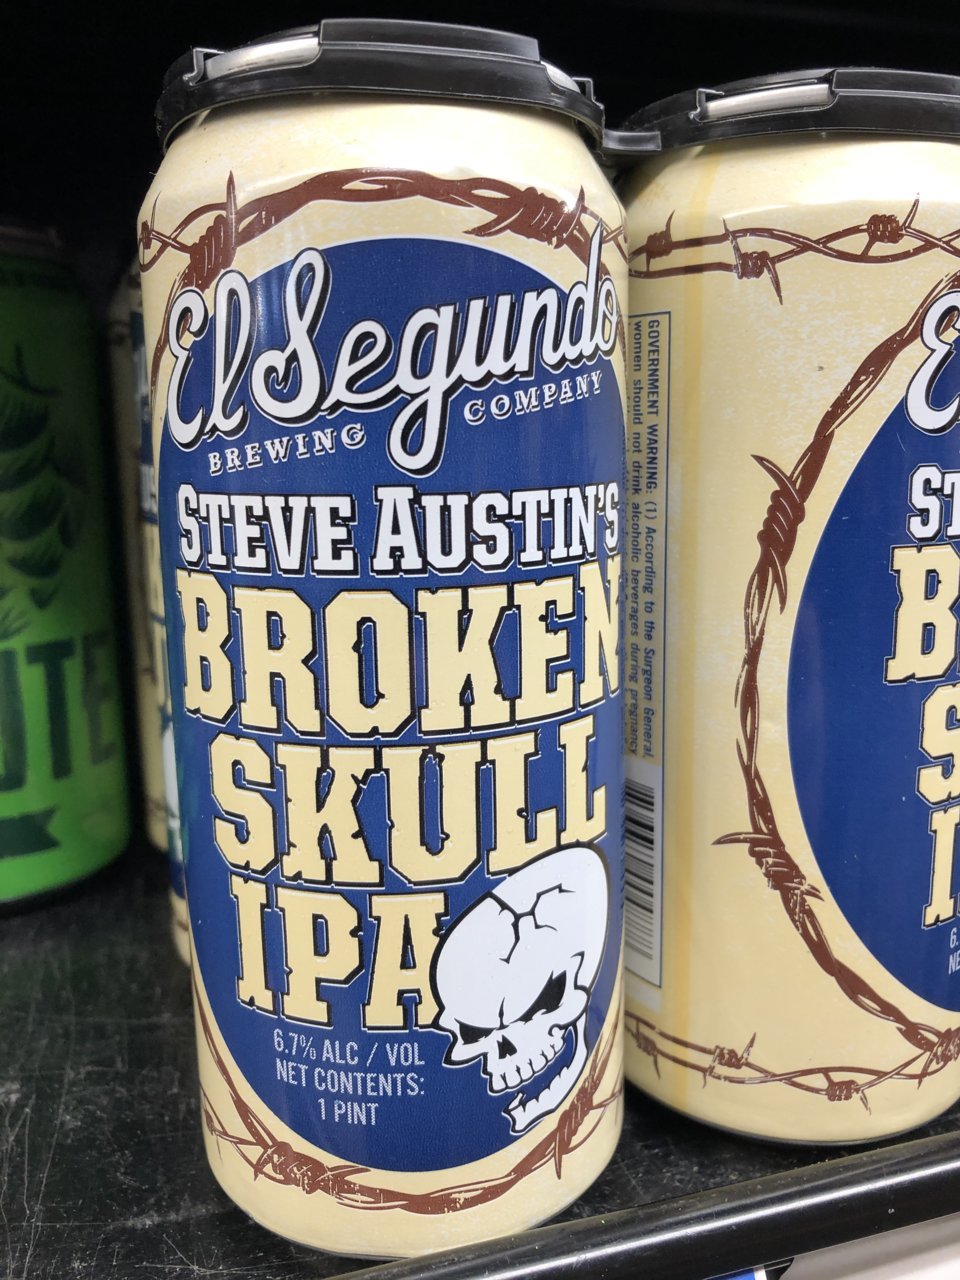 El Segundo
BREWING COMPANY
STEVE AUSTIN'S
BROKEN
SKULL
IPA
6.7% ALC / VOL
NET CONTENTS:
1 PINT
GOVERNMENT WARNING: (1) According to the Surgeon General,
women should not drink alcoholic beverages during pregnancy